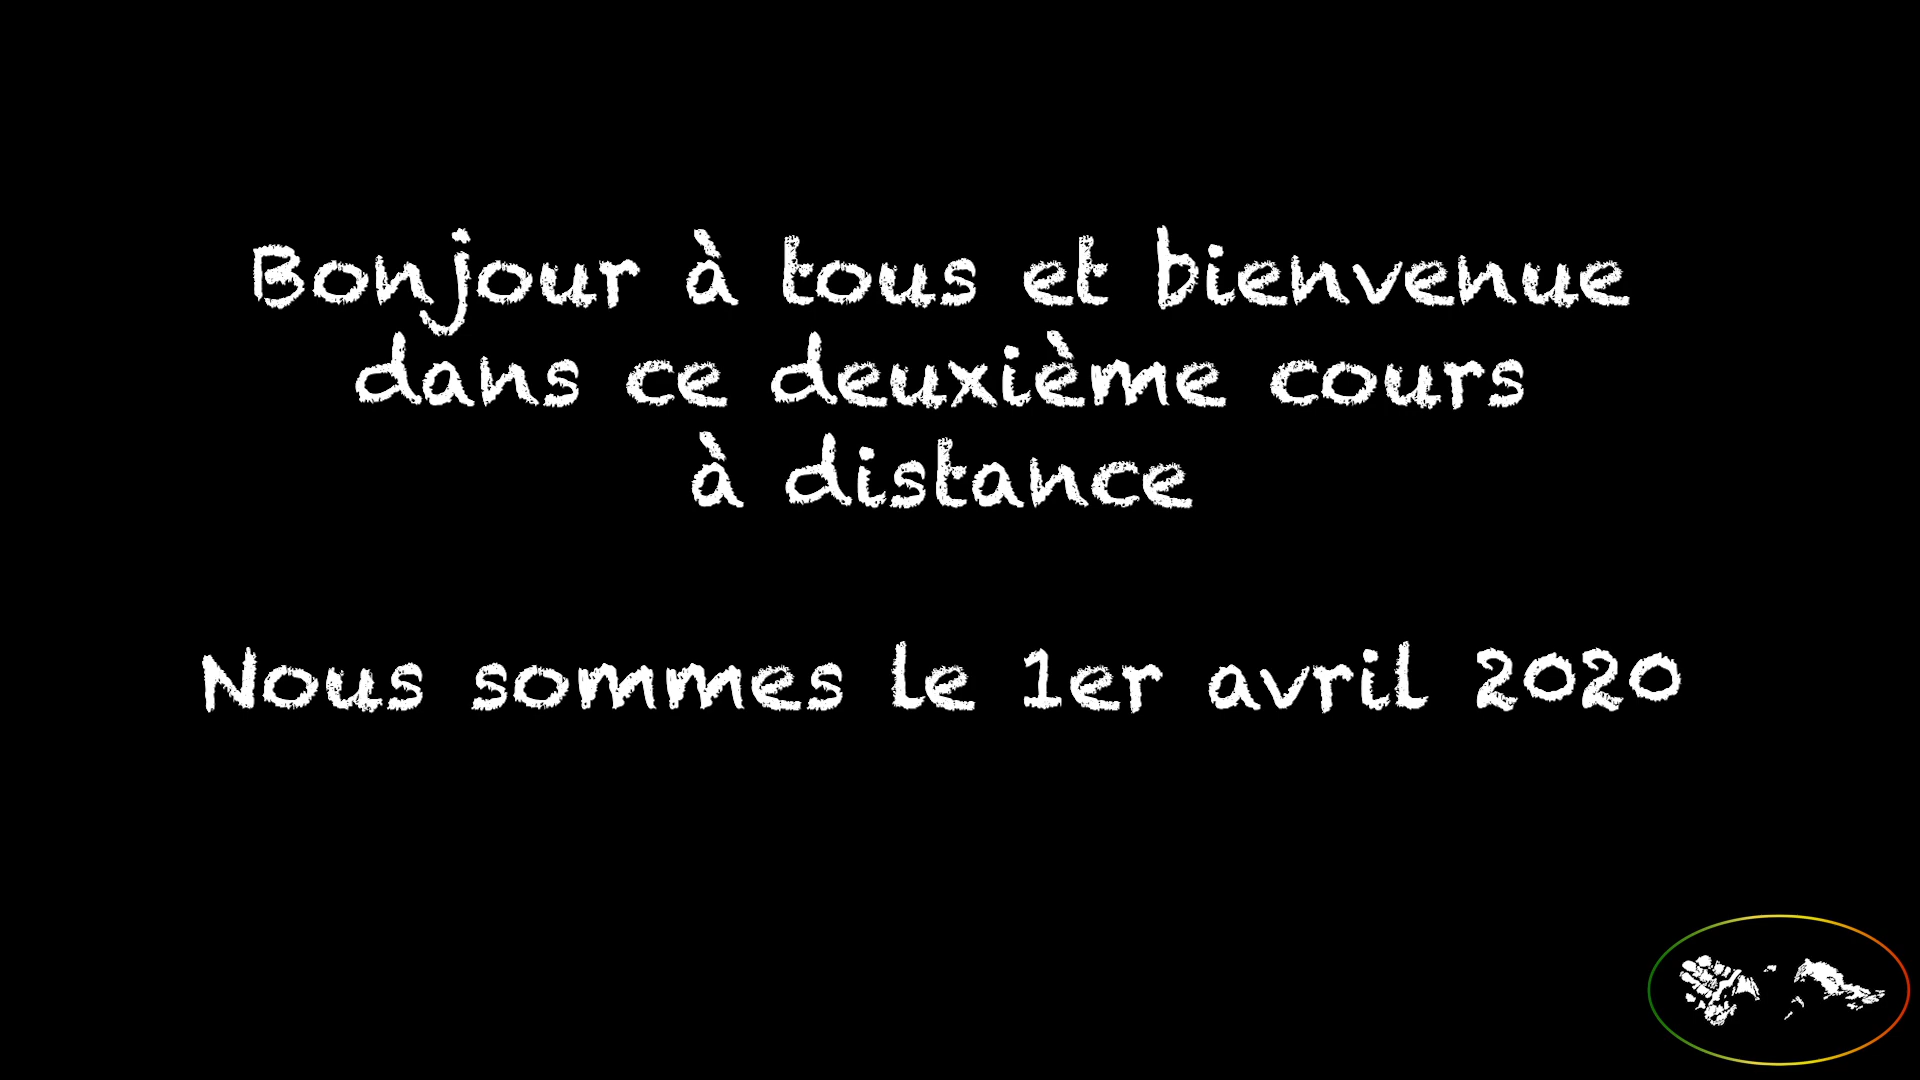 Bonjour à tous et bienvenue
dans ce deuxième cours
à distance
Nous sommes le 1er avril 2020